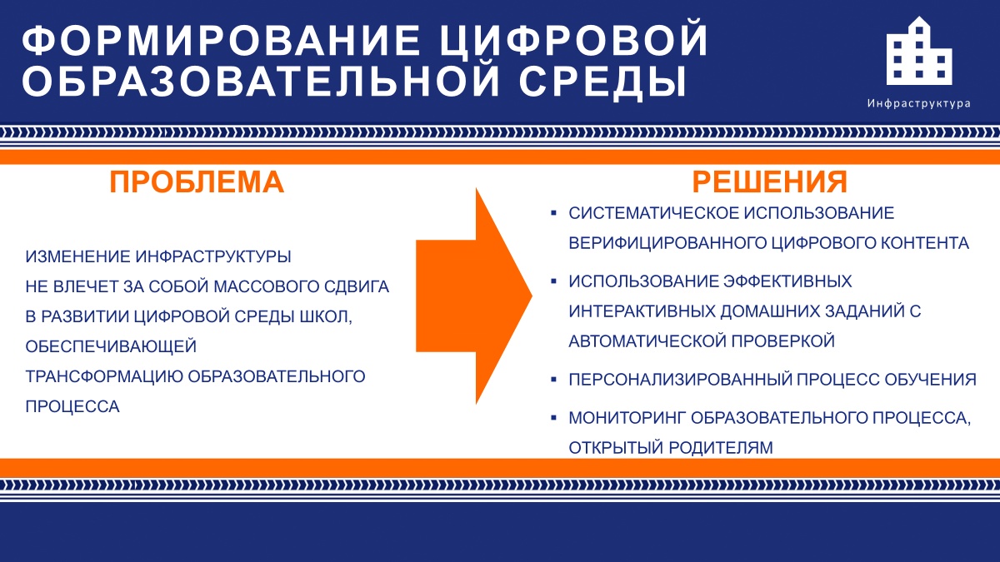 ФОРМИРОВАНИЕ ЦИФРОВОЙ
ОБРАЗОВАТЕЛЬНОЙ СРЕДЫ
Инфраструктура
ПРОБЛЕМА
ИЗМЕНЕНИЕ ИНФРАСТРУКТУРЫ
НЕ ВЛЕЧЕТ ЗА СОБОЙ МАССОВОГО СДВИГА
В РАЗВИТИИ ЦИФРОВОЙ СРЕДЫ ШКОЛ,
ОБЕСПЕЧИВАЮЩЕЙ
ТРАНСФОРМАЦИЮ ОБРАЗОВАТЕЛЬНОГО
ПРОЦЕССА
РЕШЕНИЯ
▪ СИСТЕМАТИЧЕСКОЕ ИСПОЛЬЗОВАНИЕ
ВЕРИФИЦИРОВАННОГО ЦИФРОВОГО КОНТЕНТА
▪ ИСПОЛЬЗОВАНИЕ ЭФФЕКТИВНЫХ
ИНТЕРАКТИВНЫХ ДОМАШНИХ ЗАДАНИЙ С
АВТОМАТИЧЕСКОЙ ПРОВЕРКОЙ
▪ ПЕРСОНАЛИЗИРОВАННЫЙ ПРОЦЕСС ОБУЧЕНИЯ
▪ МОНИТОРИНГ ОБРАЗОВАТЕЛЬНОГО ПРОЦЕССА,
ОТКРЫТЫЙ РОДИТЕЛЯМ